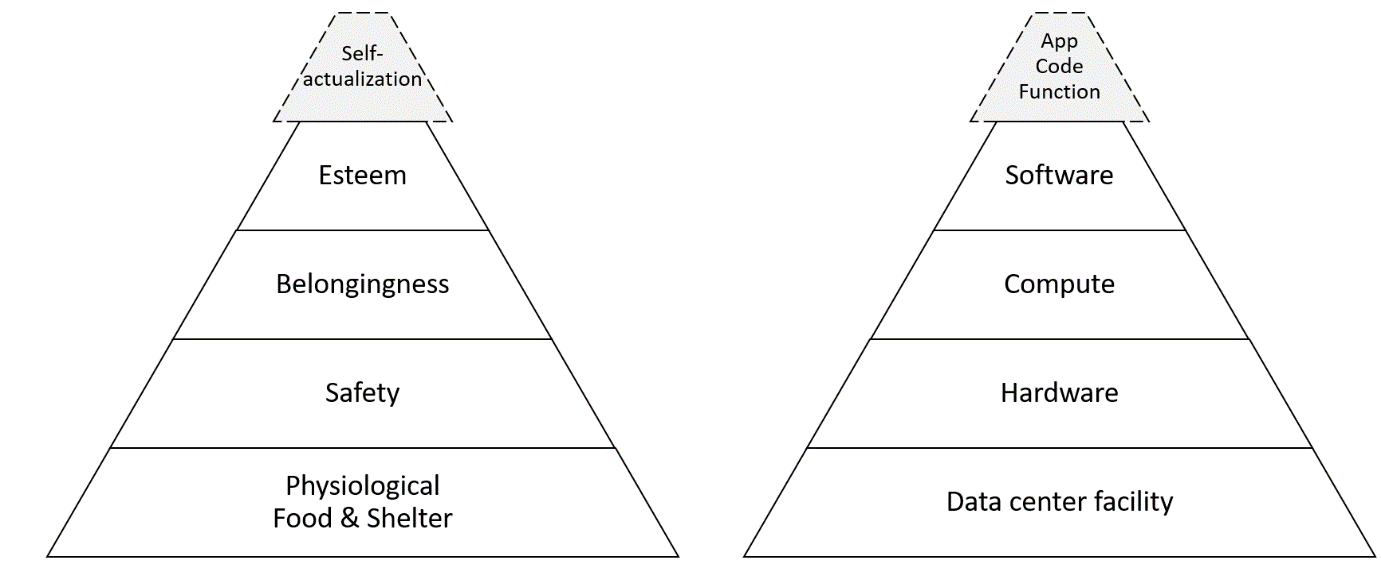 Self-
actualization
Esteem
Belongingness
Safety
Physiological
Food & Shelter
App
Code
Function
Software
Compute
Hardware
Data center facility